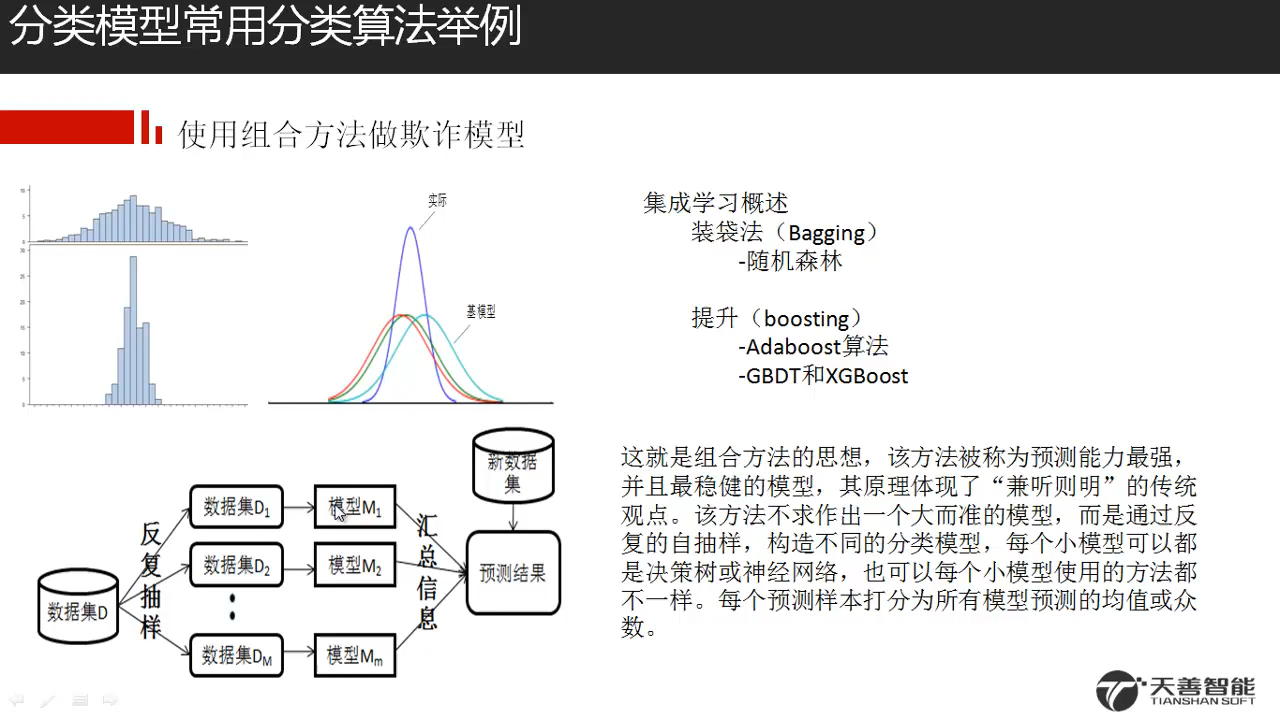 分类模型常用分类算法举例
使用组合方法做欺诈模型
实际
基模型
集成学习概述
装袋法（Bagging）
-随机森林
提升（boosting）
-Adaboost算法
-GBDT和XGBoost
新数据
集
数据集D1
模型M1
反复抽样
汇总信息
数据集D2
模型M2
预测结果
数据集D
数据集DM
模型Mm
这就是组合方法的思想，该方法被称为预测能力最强，
并且最稳健的模型，其原理体现了“兼听则明”的传统
观点。该方法不求作出一个大而准的模型，而是通过反
复的自抽样，构造不同的分类模型，每个小模型可以都
是决策树或神经网络，也可以每个小模型使用的方法都
不一样。每个预测样本打分为所有模型预测的均值或众
数。
天善智能
TIANSHAN SOFT